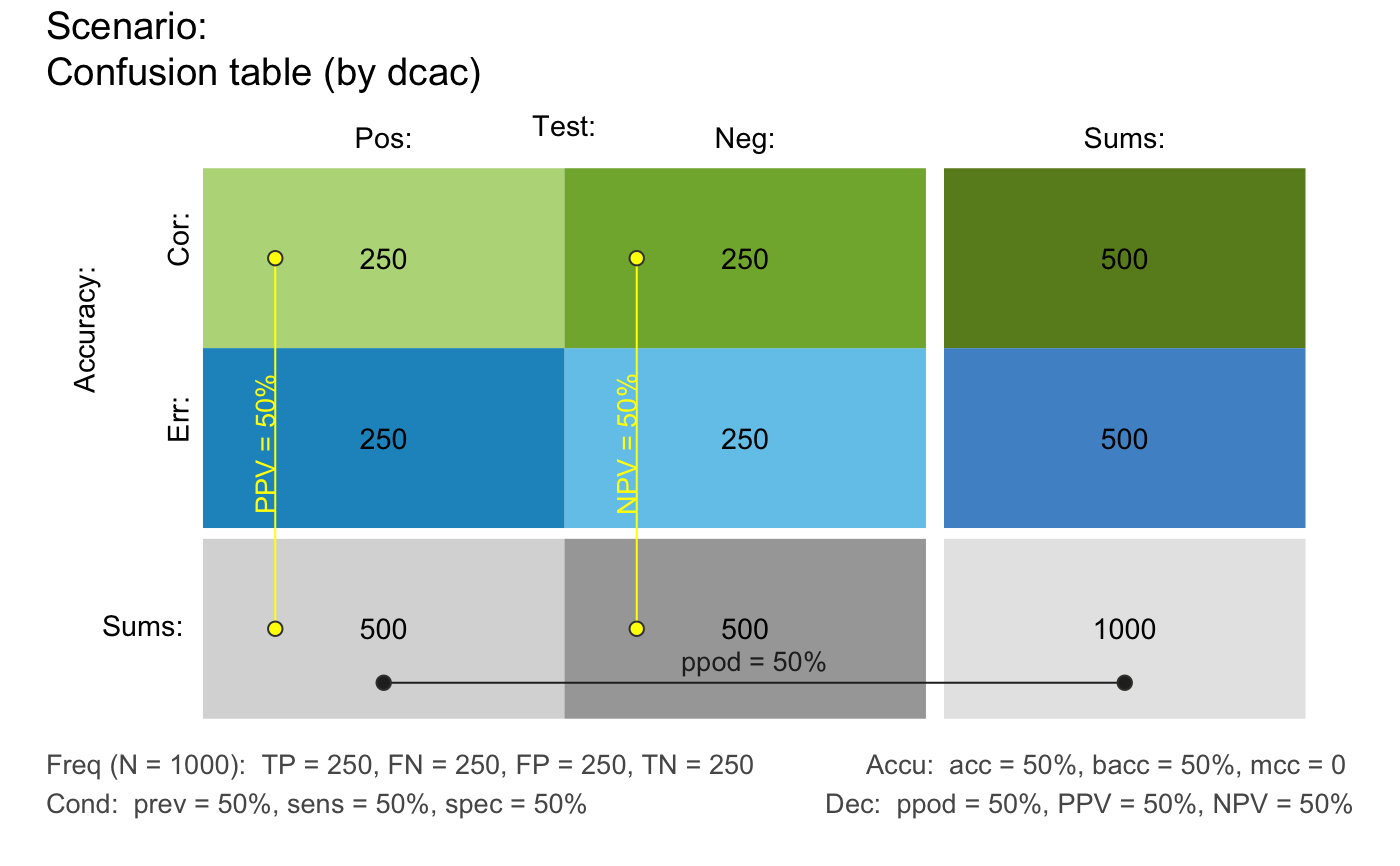 Scenario:
Confusion table (by dcac)
Test:
Pos:
Neg:
Sums:
Accuracy:
Cor:
250
250
500
Err:
PPV = 50%
250
NPV = 50%
250
500
Sums:
500
500
1000
ppod = 50%
Freq (N = 1000):  TP = 250, FN = 250, FP = 250, TN = 250
Accu:  acc = 50%, bacc = 50%, mcc = 0
Cond:  prev = 50%, sens = 50%, spec = 50%
Dec:  ppod = 50%, PPV = 50%, NPV = 50%